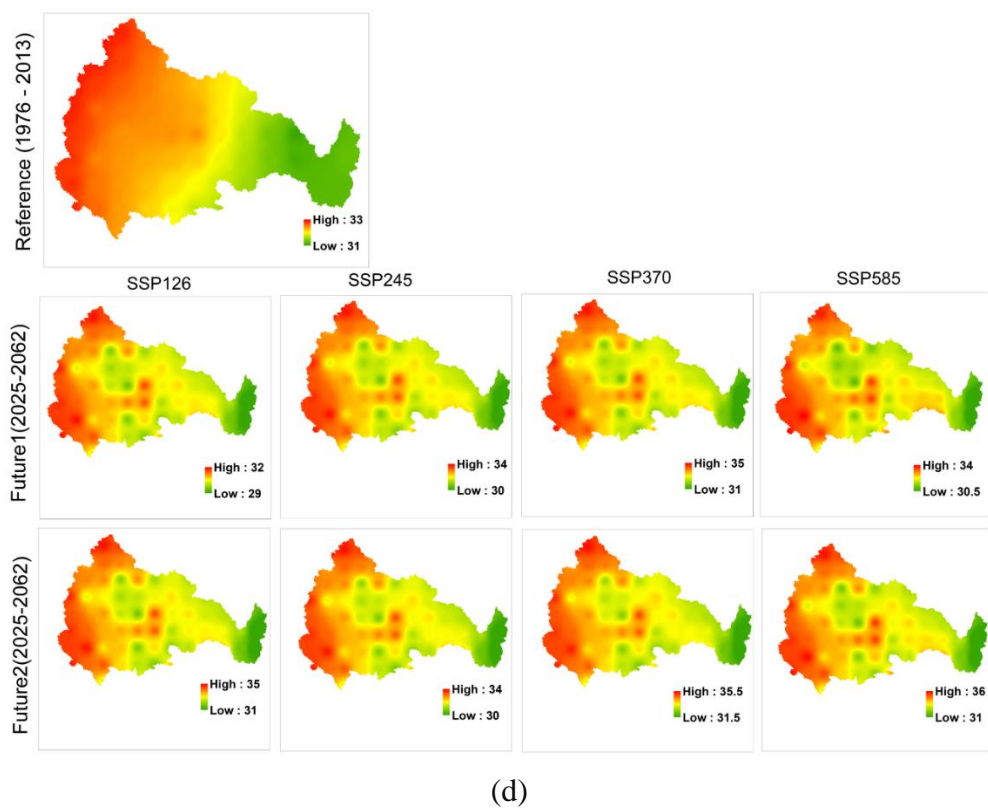 Reference (1976 - 2013)
High : 33
Low : 31
SSP126
SSP245
SSP370
SSP585
Future1(2025-2062)
High : 32
Low : 29
High : 34
Low : 30
High : 35
Low : 31
High : 34
Low : 30.5
Future2(2025-2062)
High : 35
Low : 31
High : 34
Low : 30
High : 35.5
Low : 31.5
High : 36
Low : 31
(d)